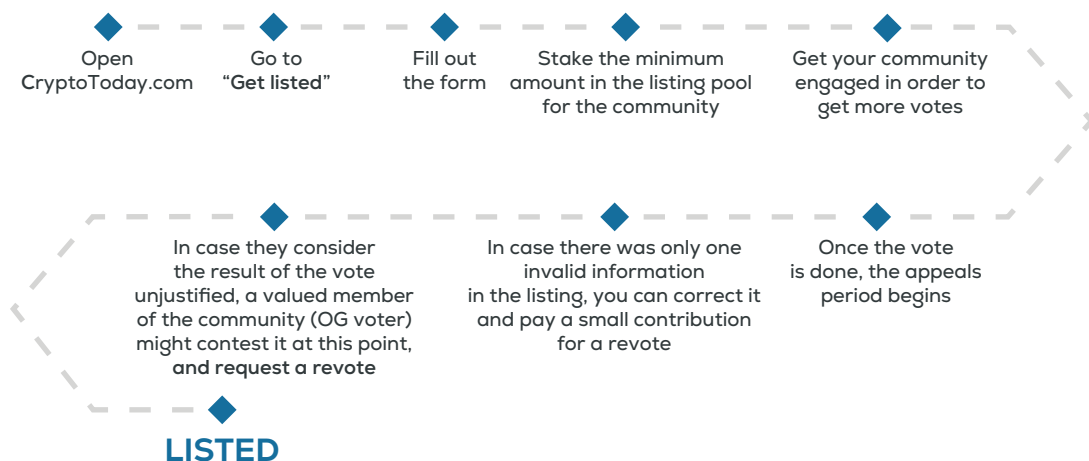 Open
CryptoToday.com
Go to
“Get listed”
Fill out
the form
Stake the minimum
amount in the listing pool
for the community
Get your community
engaged in order to
get more votes
Once the vote
is done, the appeals
period begins
In case there was only one
invalid information
in the listing, you can correct it
and pay a small contribution
for a revote
In case they consider
the result of the vote
unjustified, a valued member
of the community (OG voter)
might contest it at this point,
and request a revote
LISTED